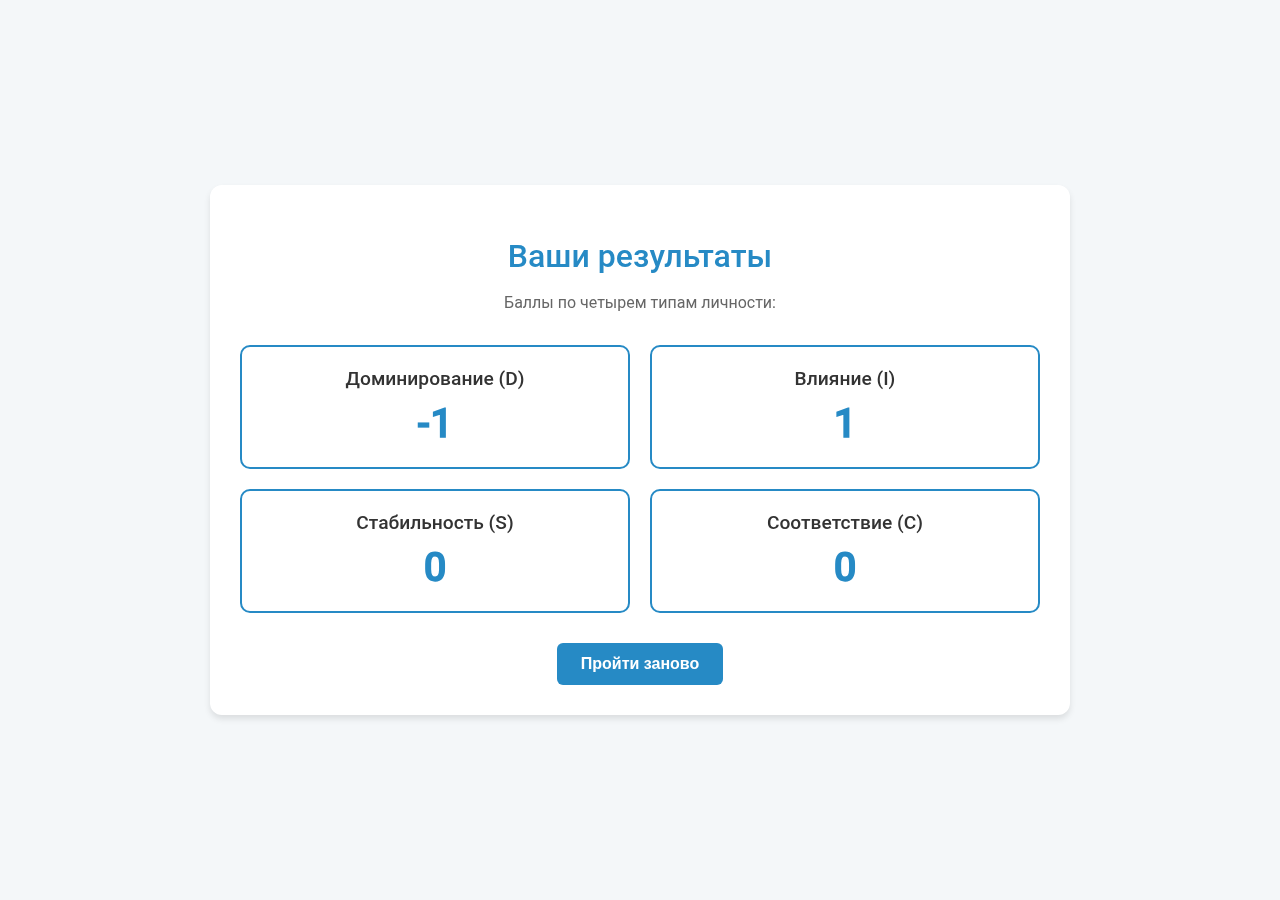 Ваши результаты
Баллы по четырем типам личности:
Доминирование (D)
-1
Влияние (I)
1
Стабильность (S)
0
Соответствие (C)
0
Пройти заново